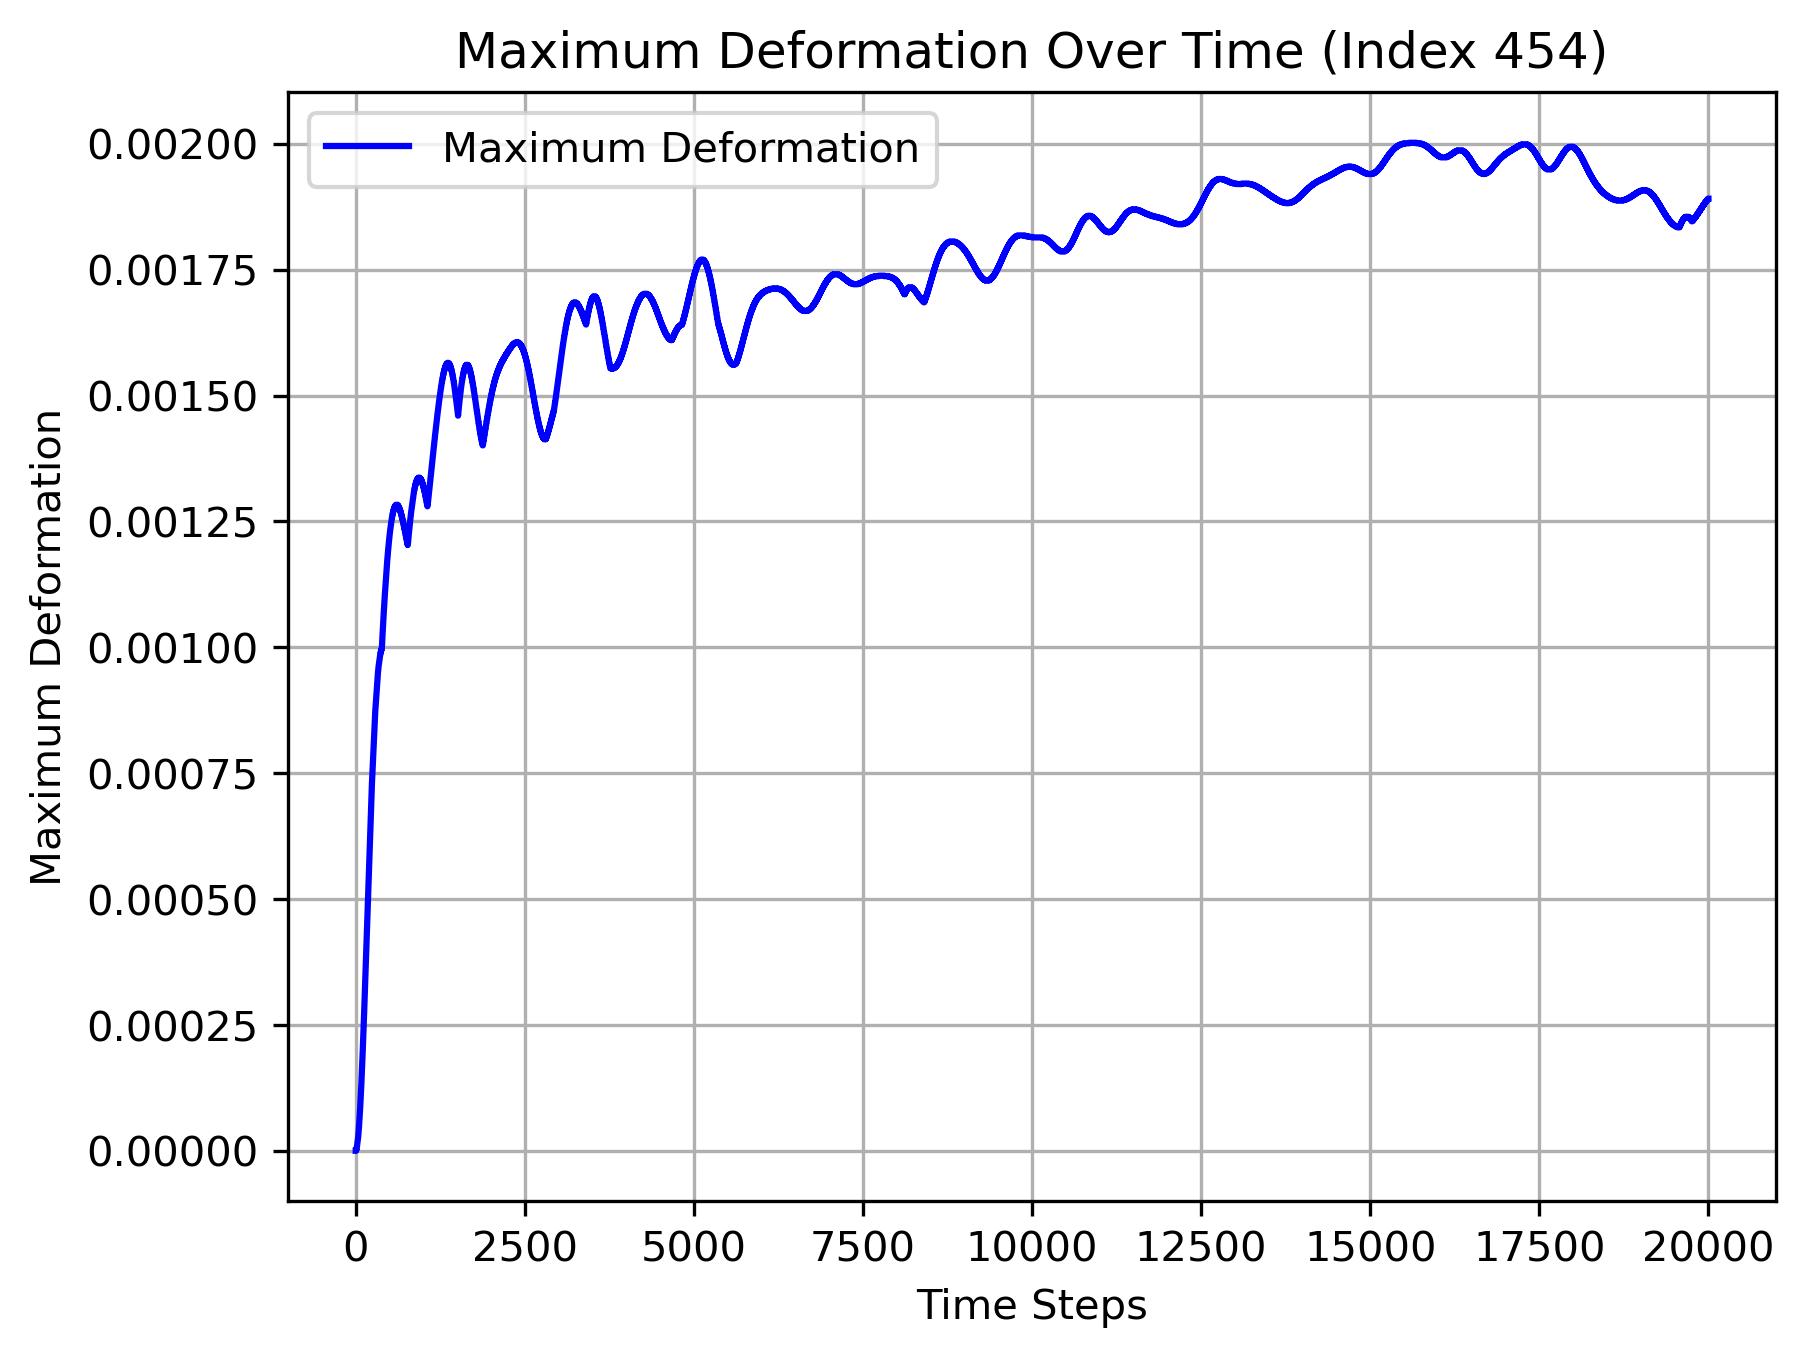 Maximum Deformation Over Time (Index 454)
Maximum Deformation
Maximum Deformation
0.00200
0.00175
0.00150
0.00125
0.00100
0.00075
0.00050
0.00025
0.00000
0 2500 5000 7500 10000 12500 15000 17500 20000
Time Steps